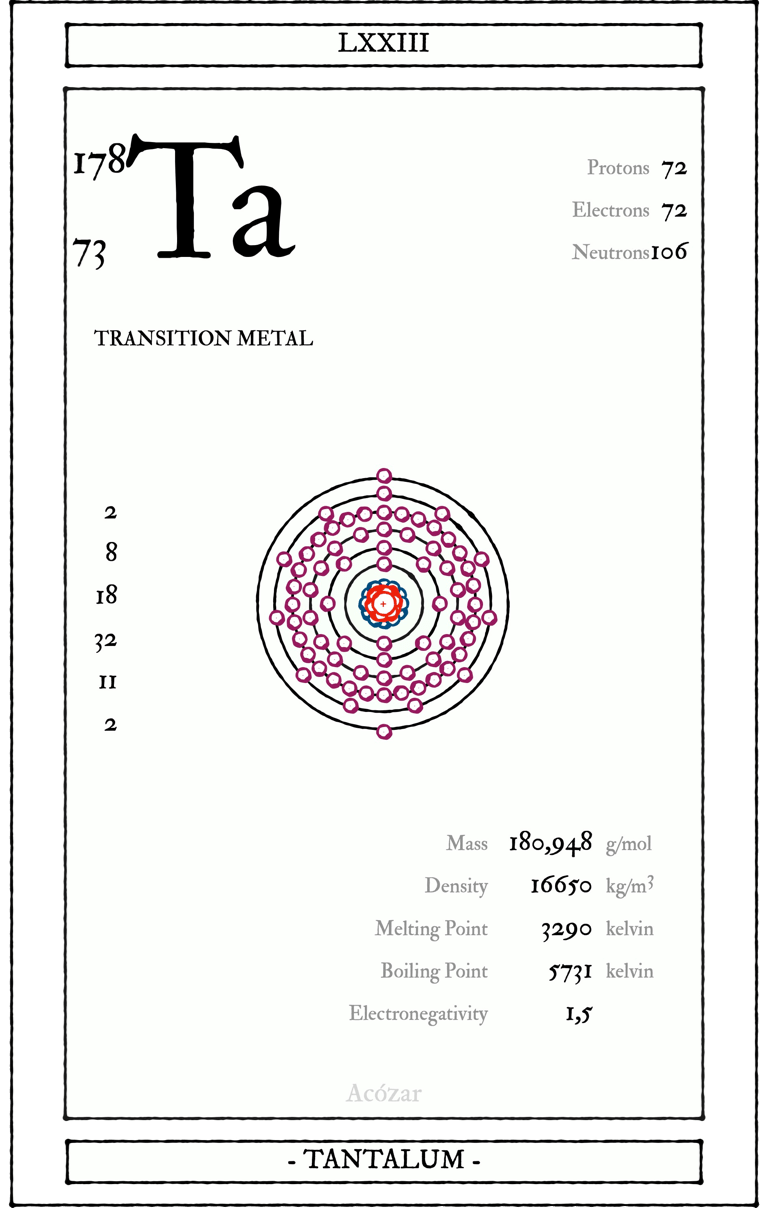 LXXIII
178
Ta
73
Protons 72
Electrons 72
Neutrons 106
TRANSITION METAL
2
8
18
32
11
2
+
Mass 180,948 g/mol
Density 16650 kg/m³
Melting Point 3290 kelvin
Boiling Point 5731 kelvin
Electronegativity 1,5
Acózar
- TANTALUM -